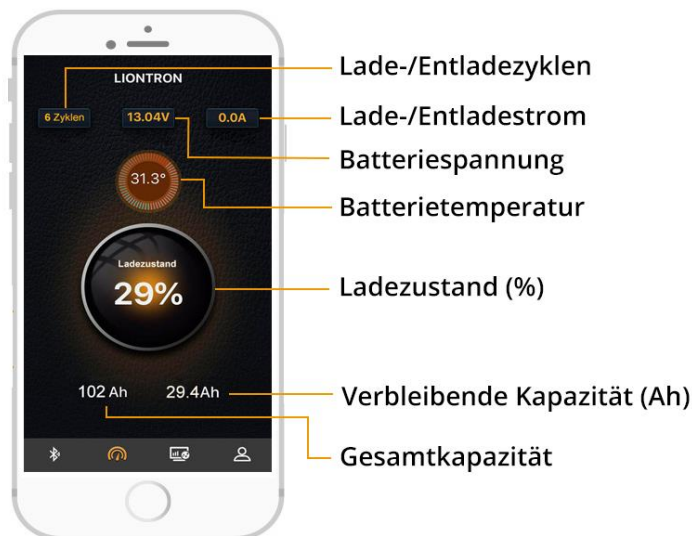 LIONTRON
6 Zyklen
13.04V
0.0A
31.3°
Ladezustand
29%
102 Ah
29.4Ah
Lade-/Entladezyklen
Lade-/Entladestrom
Batteriespannung
Batterietemperatur
Ladezustand (%)
Verbleibende Kapazität (Ah)
Gesamtkapazität